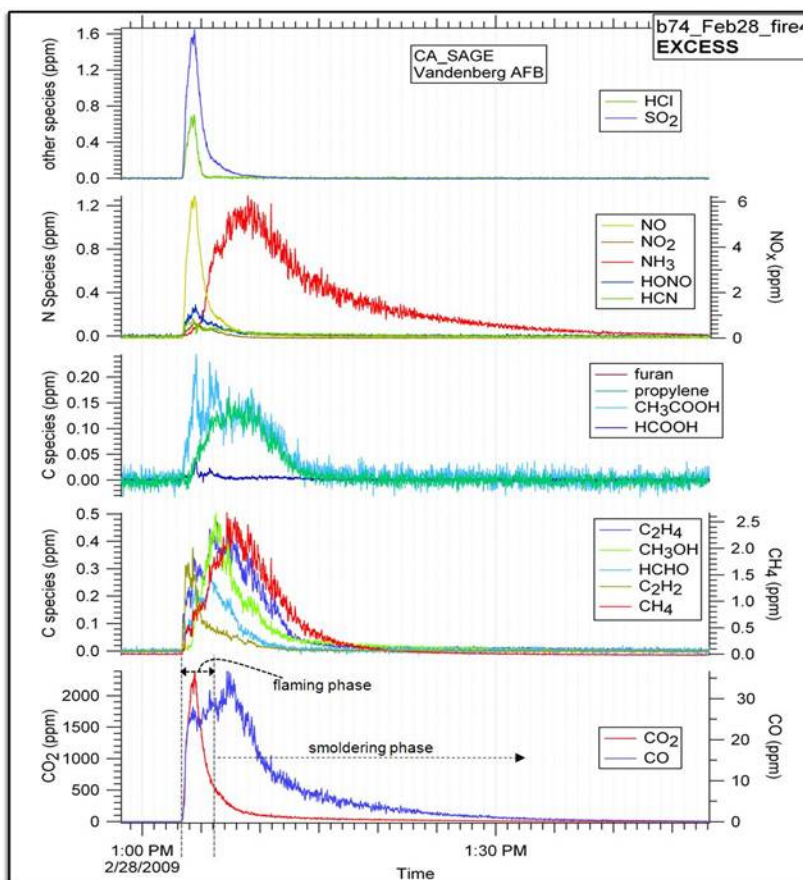 b74_Feb28_fire4
EXCESS
CA_SAGE
Vandenberg AFB
HCl
SO2
other species (ppm)
1.6
1.2
0.8
0.4
0.0
N Species (ppm)
1.2
0.8
0.4
0.0
NO
NO2
NH3
HONO
HCN
6
4
2
0
NOx (ppm)
C species (ppm)
0.20
0.15
0.10
0.05
0.00
furan
propylene
CH3COOH
HCOOH
C species (ppm)
0.5
0.4
0.3
0.2
0.1
0.0
C2H4
CH3OH
HCHO
C2H2
CH4
2.5
2.0
1.5
1.0
0.5
0.0
CH4 (ppm)
flaming phase
smoldering phase
CO2 (ppm)
2000
1500
1000
500
0
CO2
CO
30
20
10
0
CO (ppm)
1:00 PM
2/28/2009
1:30 PM
Time